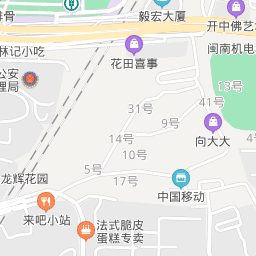 排骨
毅宏大厦
开中佛艺
林记小吃
花田喜事
闽南机电
公安
理局
13号
31号
41号
9号
14号
向大大
10号
5号
龙辉花园
17号
中国移动
来吧小站
法式脆皮
蛋糕专卖